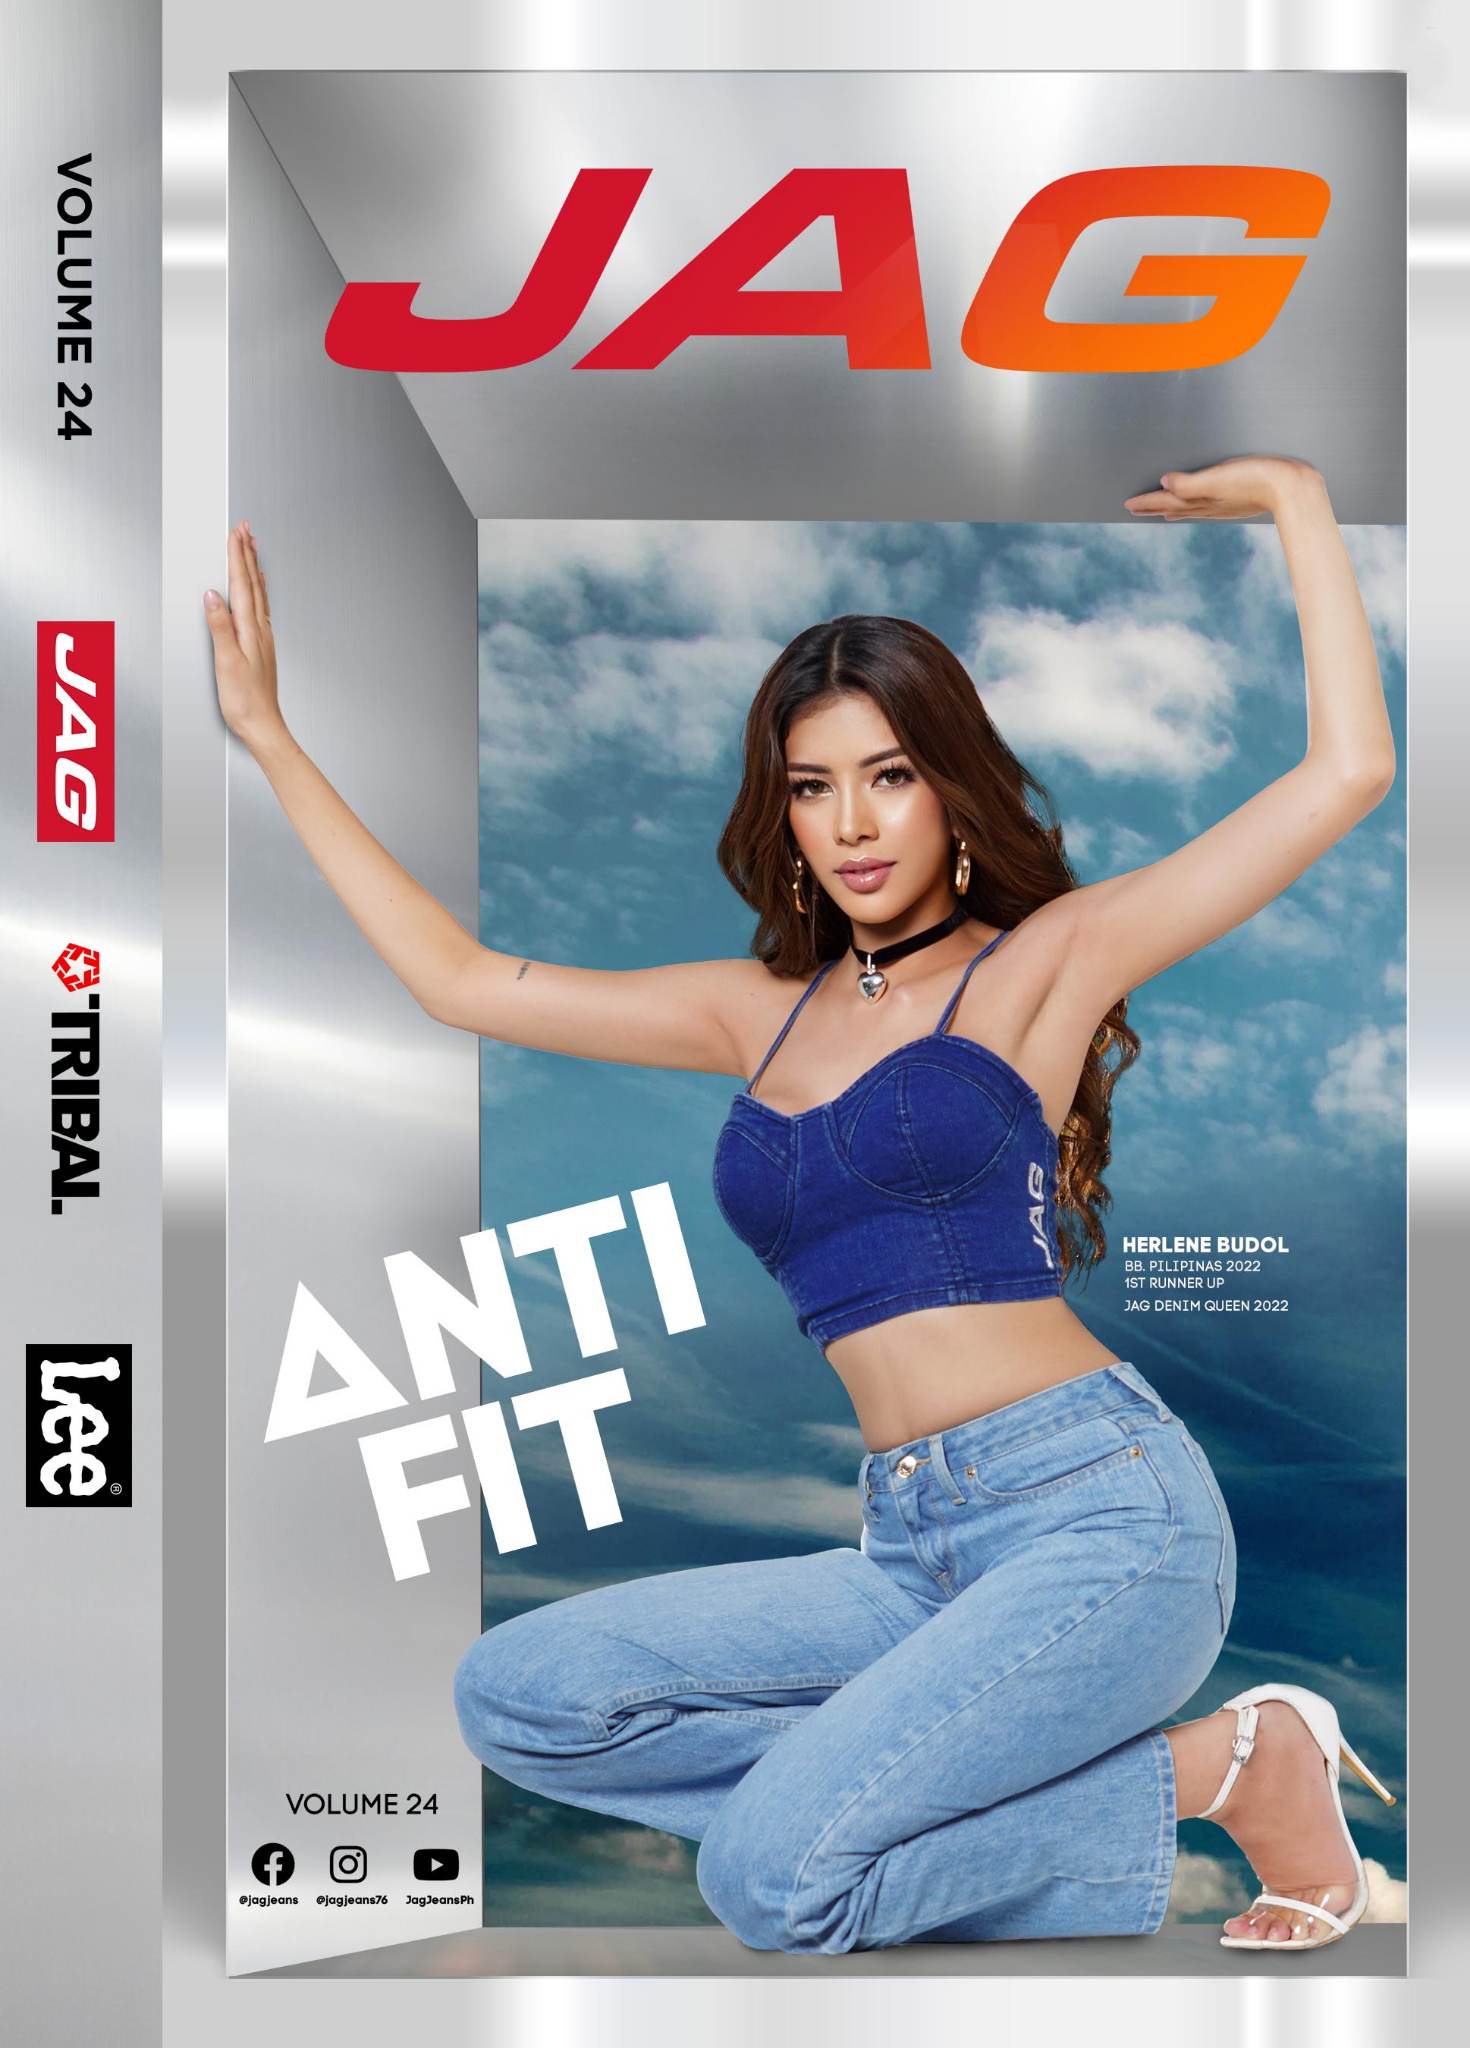 VOLUME 24
JAG
TRIBAL
Lee®
JAG
JAG
ANTI
FIT
HERLENE BUDOL
BB. PILIPINAS 2022
1ST RUNNER UP
JAG DENIM QUEEN 2022
VOLUME 24
@jagjeans @jagjeans76 JagJeansPh